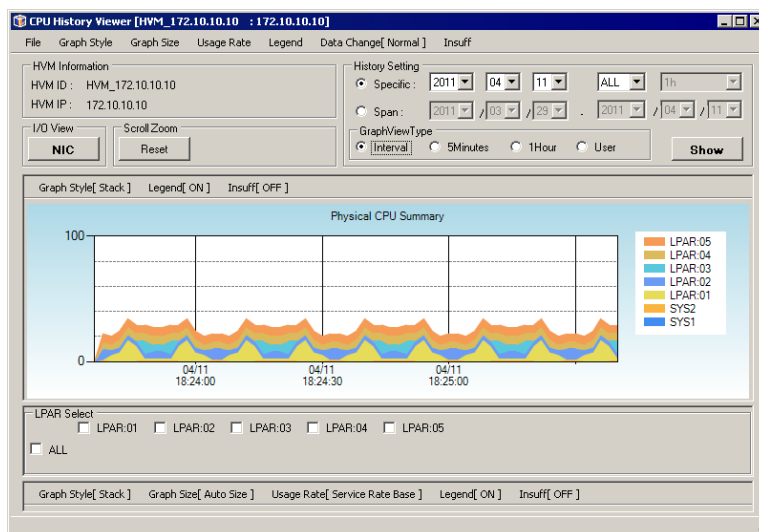 CPU History Viewer [HVM_172.10.10.10 : 172.10.10.10]
File Graph Style Graph Size Usage Rate Legend Data Change[ Normal ] Insuff
HVM Information
HVM ID : HVM_172.10.10.10
HVM IP : 172.10.10.10
History Setting
Specific : 2011 04 11 ALL 1h
Span : 2011 / 03 / 29 . 2011 / 04 / 11
I/O View
NIC
Scroll Zoom
Reset
GraphViewType
Interval 5Minutes 1Hour User
Show
Graph Style[ Stack ] Legend[ ON ] Insuff[ OFF ]
Physical CPU Summary
100
0
04/11 04/11 04/11
18:24:00 18:24:30 18:25:00
LPAR:05
LPAR:04
LPAR:03
LPAR:02
LPAR:01
SYS2
SYS1
LPAR Select
LPAR:01 LPAR:02 LPAR:03 LPAR:04 LPAR:05
ALL
Graph Style[ Stack ] Graph Size[ Auto Size ] Usage Rate[ Service Rate Base ] Legend[ ON ] Insuff[ OFF ]